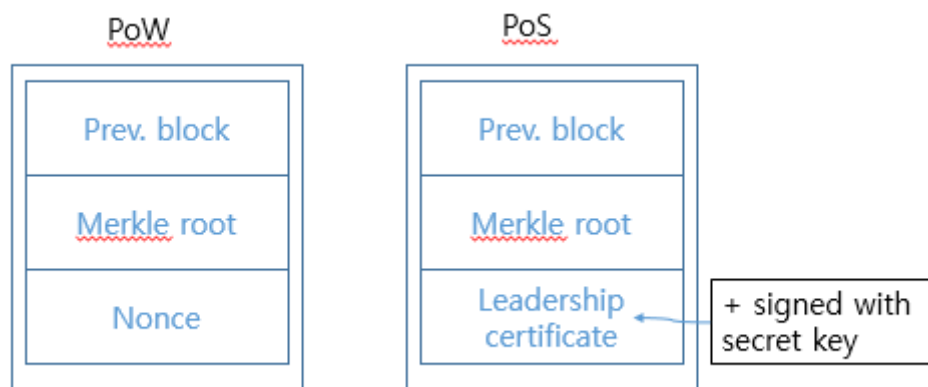 PoW
Prev. block
Merkle root
Nonce
PoS
Prev. block
Merkle root
Leadership
certificate
+ signed with
secret key